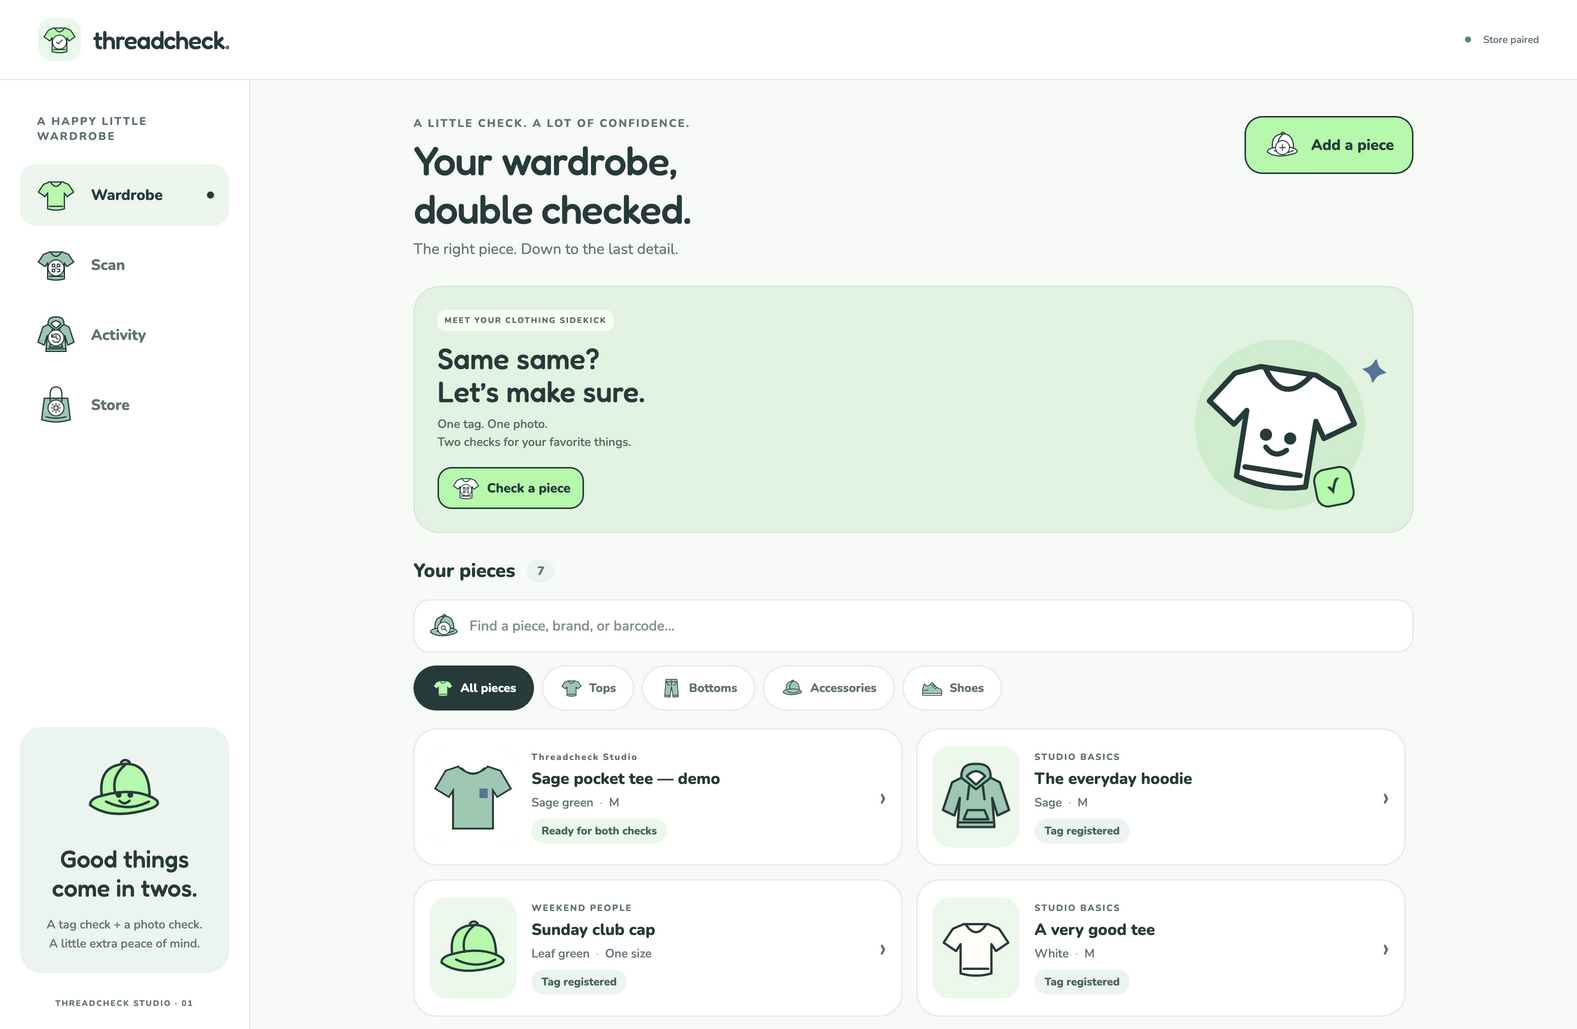 threadcheck.
Store paired
A HAPPY LITTLE
WARDROBE
Wardrobe
Scan
Activity
Store
Good things
come in twos.
A tag check + a photo check.
A little extra peace of mind.
THREADCHECK STUDIO · 01
A LITTLE CHECK. A LOT OF CONFIDENCE.
Your wardrobe,
double checked.
The right piece. Down to the last detail.
Add a piece
MEET YOUR CLOTHING SIDEKICK
Same same?
Let’s make sure.
One tag. One photo.
Two checks for your favorite things.
Check a piece
Your pieces 7
Find a piece, brand, or barcode...
All pieces Tops Bottoms Accessories Shoes
Threadcheck Studio
Sage pocket tee — demo
Sage green · M
Ready for both checks
STUDIO BASICS
The everyday hoodie
Sage · M
Tag registered
WEEKEND PEOPLE
Sunday club cap
Leaf green · One size
Tag registered
STUDIO BASICS
A very good tee
White · M
Tag registered